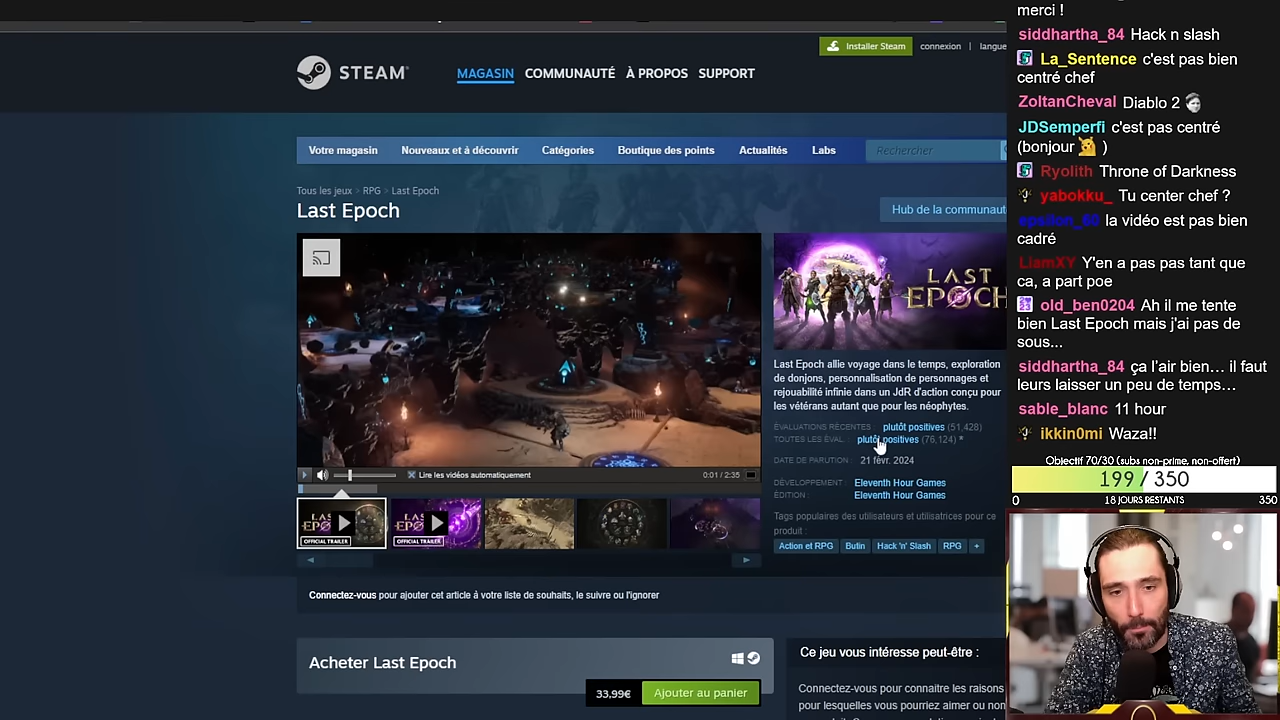 STEAM®
MAGASIN COMMUNAUTÉ À PROPOS SUPPORT
Installer Steam connexion | langue
Votre magasin Nouveaux et à découvrir Catégories Boutique des points Actualités Labs Rechercher
Tous les jeux > RPG > Last Epoch
Last Epoch
Hub de la communaut
LAST
EPOCH
Last Epoch allie voyage dans le temps, exploration
de donjons, personnalisation de personnages et
rejouabilité infinie dans un JdR d'action conçu pour
les vétérans autant que pour les néophytes.
ÉVALUATIONS RÉCENTES : plutôt positives (51,428)
TOUTES LES ÉVAL. plutôt positives (76,124) *
DATE DE PARUTION : 21 févr. 2024
DÉVELOPPEMENT : Eleventh Hour Games
ÉDITION : Eleventh Hour Games
Tags populaires des utilisateurs et utilisatrices pour ce
produit :
Action et RPG Butin Hack 'n' Slash RPG +
Lire les vidéos automatiquement 0:01 / 2:35
OFFICIAL TRAILER
OFFICIAL TRAILER
Connectez-vous pour ajouter cet article à votre liste de souhaits, le suivre ou l'ignorer
Acheter Last Epoch
33,99€ Ajouter au panier
Ce jeu vous intéresse peut-être :
Connectez-vous pour connaitre les raisons
pour lesquelles vous pourriez aimer ou non
merci !
siddhartha_84 Hack n slash
La_Sentence c'est pas bien
centré chef
ZoltanCheval Diablo 2
JDSemperfi c'est pas centré
(bonjour )
Ryolith Throne of Darkness
yabokku_ Tu center chef ?
epsilon_60 la vidéo est pas bien
cadré
LiamXY Y'en a pas pas tant que
ca, a part poe
old_ben0204 Ah il me tente
bien Last Epoch mais j'ai pas de
sous...
siddhartha_84 ça l'air bien… il faut
leurs laisser un peu de temps…
sable_blanc 11 hour
ikkin0mi Waza!!
Objectif 70/30 (subs non-prime, non-offert)
199 / 350
0 18 JOURS RESTANTS 350